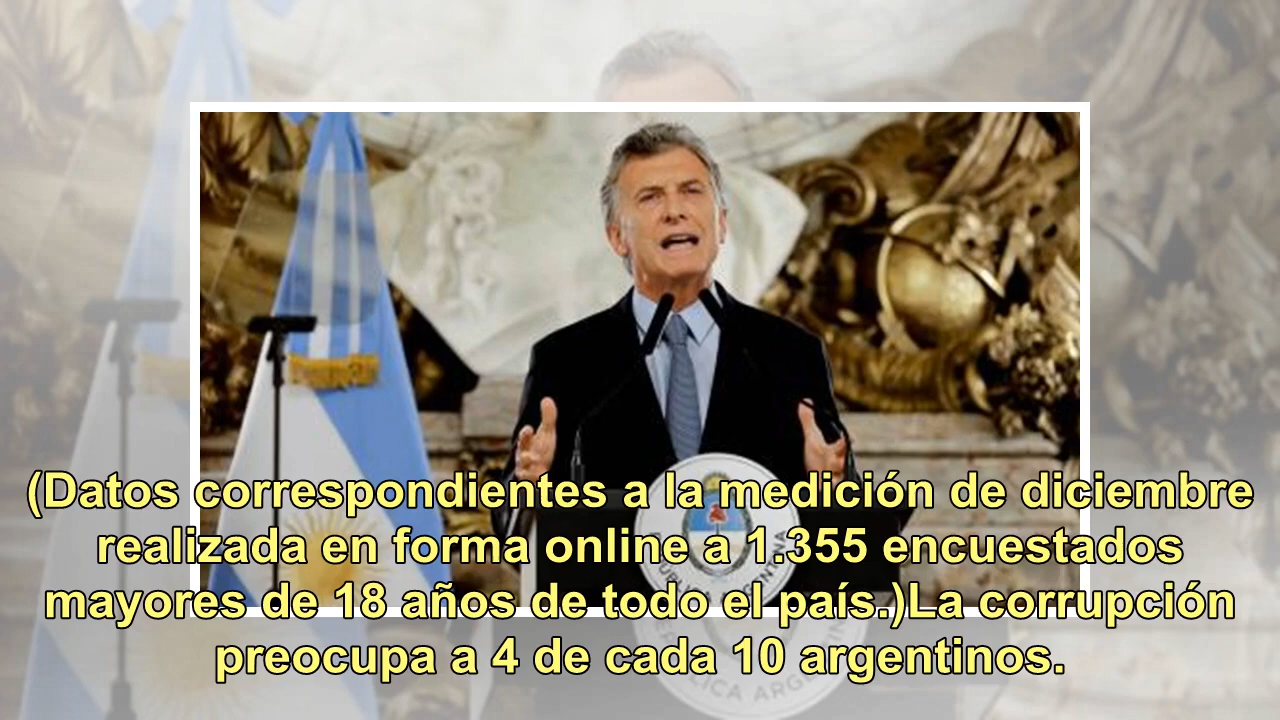 (Datos correspondientes a la medición de diciembre
realizada en forma online a 1.355 encuestados
mayores de 18 años de todo el país.)La corrupción
preocupa a 4 de cada 10 argentinos.